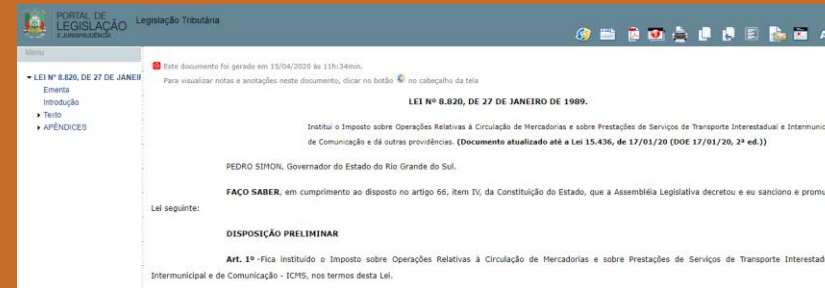 PORTAL DE
LEGISLAÇÃO
E JURISPRUDÊNCIA
Legislação Tributária
Menu
LEI Nº 8.820, DE 27 DE JANEI
Ementa
Introdução
Texto
APÊNDICES
Este documento foi gerado em 15/04/2020 às 11h:34min.
Para visualizar notas e anotações neste documento, clicar no botão no cabeçalho da tela
LEI Nº 8.820, DE 27 DE JANEIRO DE 1989.
Institui o Imposto sobre Operações Relativas à Circulação de Mercadorias e sobre Prestações de Serviços de Transporte Interestadual e Intermunic
de Comunicação e dá outras providências. (Documento atualizado até a Lei 15.436, de 17/01/20 (DOE 17/01/20, 2ª ed.))
PEDRO SIMON, Governador do Estado do Rio Grande do Sul.
FAÇO SABER, em cumprimento ao disposto no artigo 66, item IV, da Constituição do Estado, que a Assembléia Legislativa decretou e eu sanciono e promu
Lei seguinte:
DISPOSIÇÃO PRELIMINAR
Art. 1º -Fica instituído o Imposto sobre Operações Relativas à Circulação de Mercadorias e sobre Prestações de Serviços de Transporte Interestad
Intermunicipal e de Comunicação - ICMS, nos termos desta Lei.